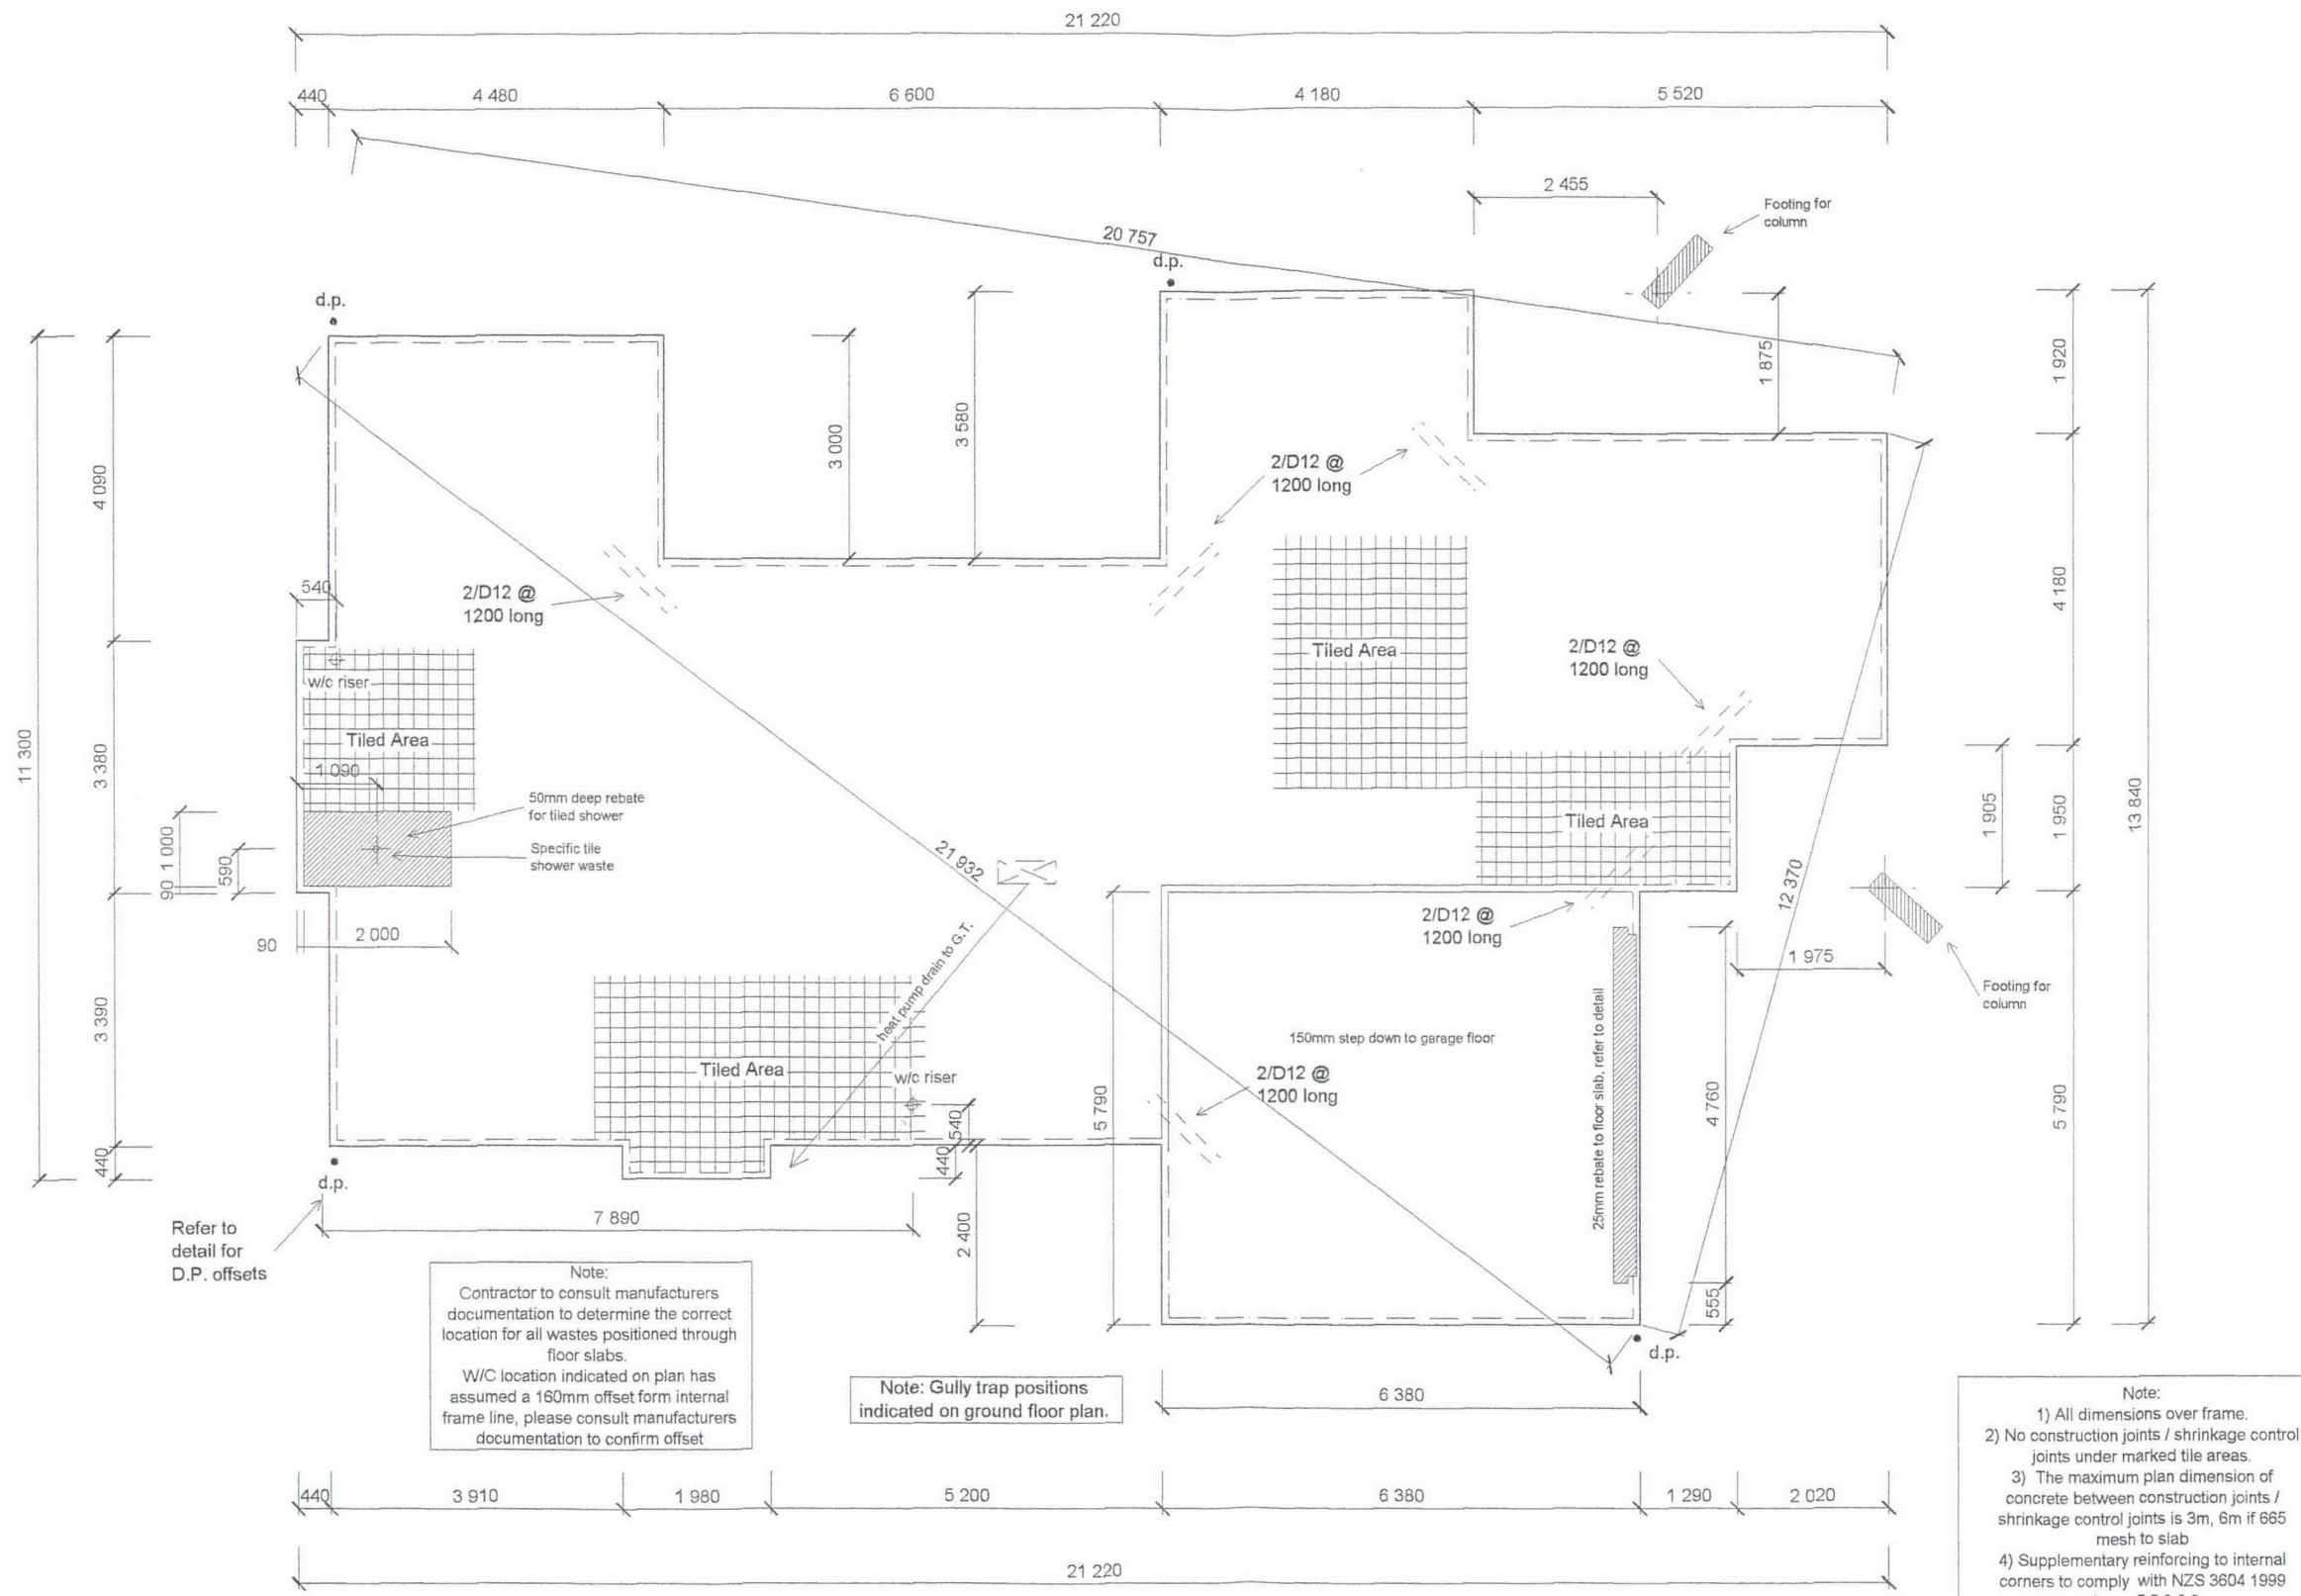 21 220
440
4 480
6 600
4 180
5 520
2 455
Footing for
column
20 757
d.p.
d.p.
1 875
1 920
3 000
3 580
4 090
2/D12 @
1200 long
2/D12 @
1200 long
540
4 180
Tiled Area
2/D12 @
1200 long
w/c riser
Tiled Area
11 300
3 380
1 090
50mm deep rebate
for tiled shower
Specific tile
shower waste
90
1 000
590
90
2 000
21 932
Tiled Area
1 905
1 950
13 840
12 370
2/D12 @
1200 long
1 975
Footing for
column
heat pump drain to G.T.
3 390
Tiled Area
w/c riser
150mm step down to garage floor
25mm rebate to floor slab, refer to detail
4 760
5 790
5 790
2/D12 @
1200 long
540
440
440
2 400
555
d.p.
d.p.
7 890
Refer to
detail for
D.P. offsets
Note:
Contractor to consult manufacturers
documentation to determine the correct
location for all wastes positioned through
floor slabs.
W/C location indicated on plan has
assumed a 160mm offset form internal
frame line, please consult manufacturers
documentation to confirm offset
Note: Gully trap positions
indicated on ground floor plan.
6 380
Note:
1) All dimensions over frame.
2) No construction joints / shrinkage control
joints under marked tile areas.
3) The maximum plan dimension of
concrete between construction joints /
shrinkage control joints is 3m, 6m if 665
mesh to slab
4) Supplementary reinforcing to internal
corners to comply with NZS 3604 1999
440
3 910
1 980
5 200
6 380
1 290
2 020
21 220